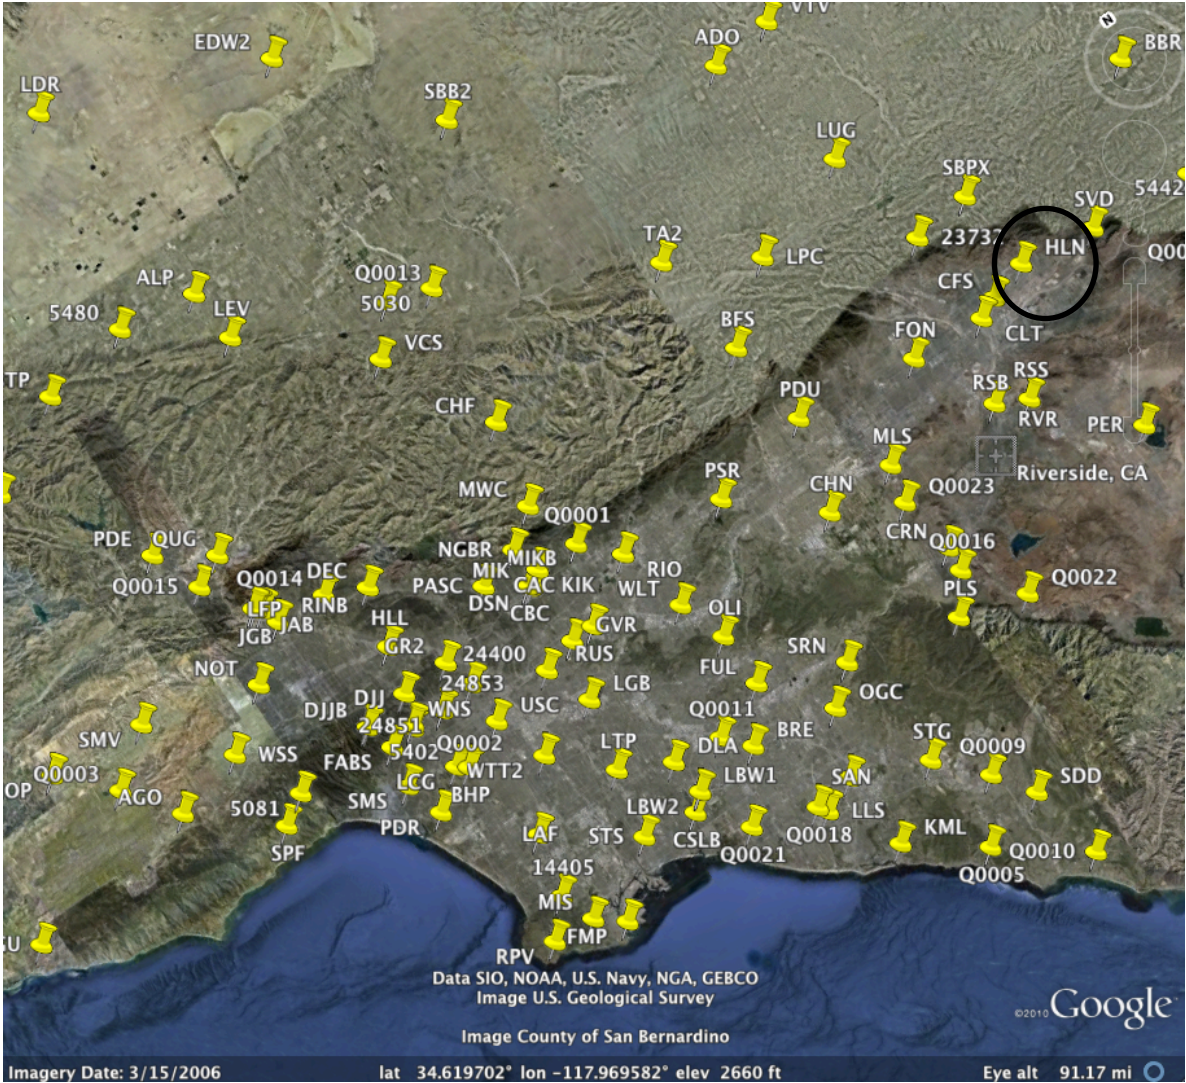 VTV
ADO
EDW2
BBR
LDR
SBB2
LUG
SBPX
5442
SVD
TA2
23732
HLN
Q00
LPC
ALP
Q0013
CFS
5030
5480
LEV
BFS
FON
CLT
VCS
RSS
TP
RSB
PDU
CHF
RVR
PER
MLS
PSR
Riverside, CA
CHN
MWC
Q0023
Q0001
CRN
PDE
QUG
NGBR
MIKB
Q0016
RIO
Q0015
Q0014
DEC
PASC
MIK
CAC
KIK
WLT
Q0022
PLS
LFP
RINB
DSN
CBC
OLI
JGB
JAB
HLL
GVR
GR2
24400
RUS
SRN
NOT
FUL
24853
LGB
OGC
DJJ
DJJB
WNS
USC
Q0011
24851
BRE
STG
SMV
WSS
FABS
5402
Q0002
LTP
DLA
Q0009
OP
Q0003
LCG
WTT2
LBW1
SAN
SDD
AGO
5081
SMS
BHP
LBW2
LLS
PDR
LAF
STS
CSLB
Q0018
KML
SPF
Q0021
Q0010
14405
Q0005
MIS
GU
FMP
RPV
N
Data SIO, NOAA, U.S. Navy, NGA, GEBCO
Image U.S. Geological Survey
©2010 Google
Image County of San Bernardino
Imagery Date: 3/15/2006 lat 34.619702° lon -117.969582° elev 2660 ft Eye alt 91.17 mi